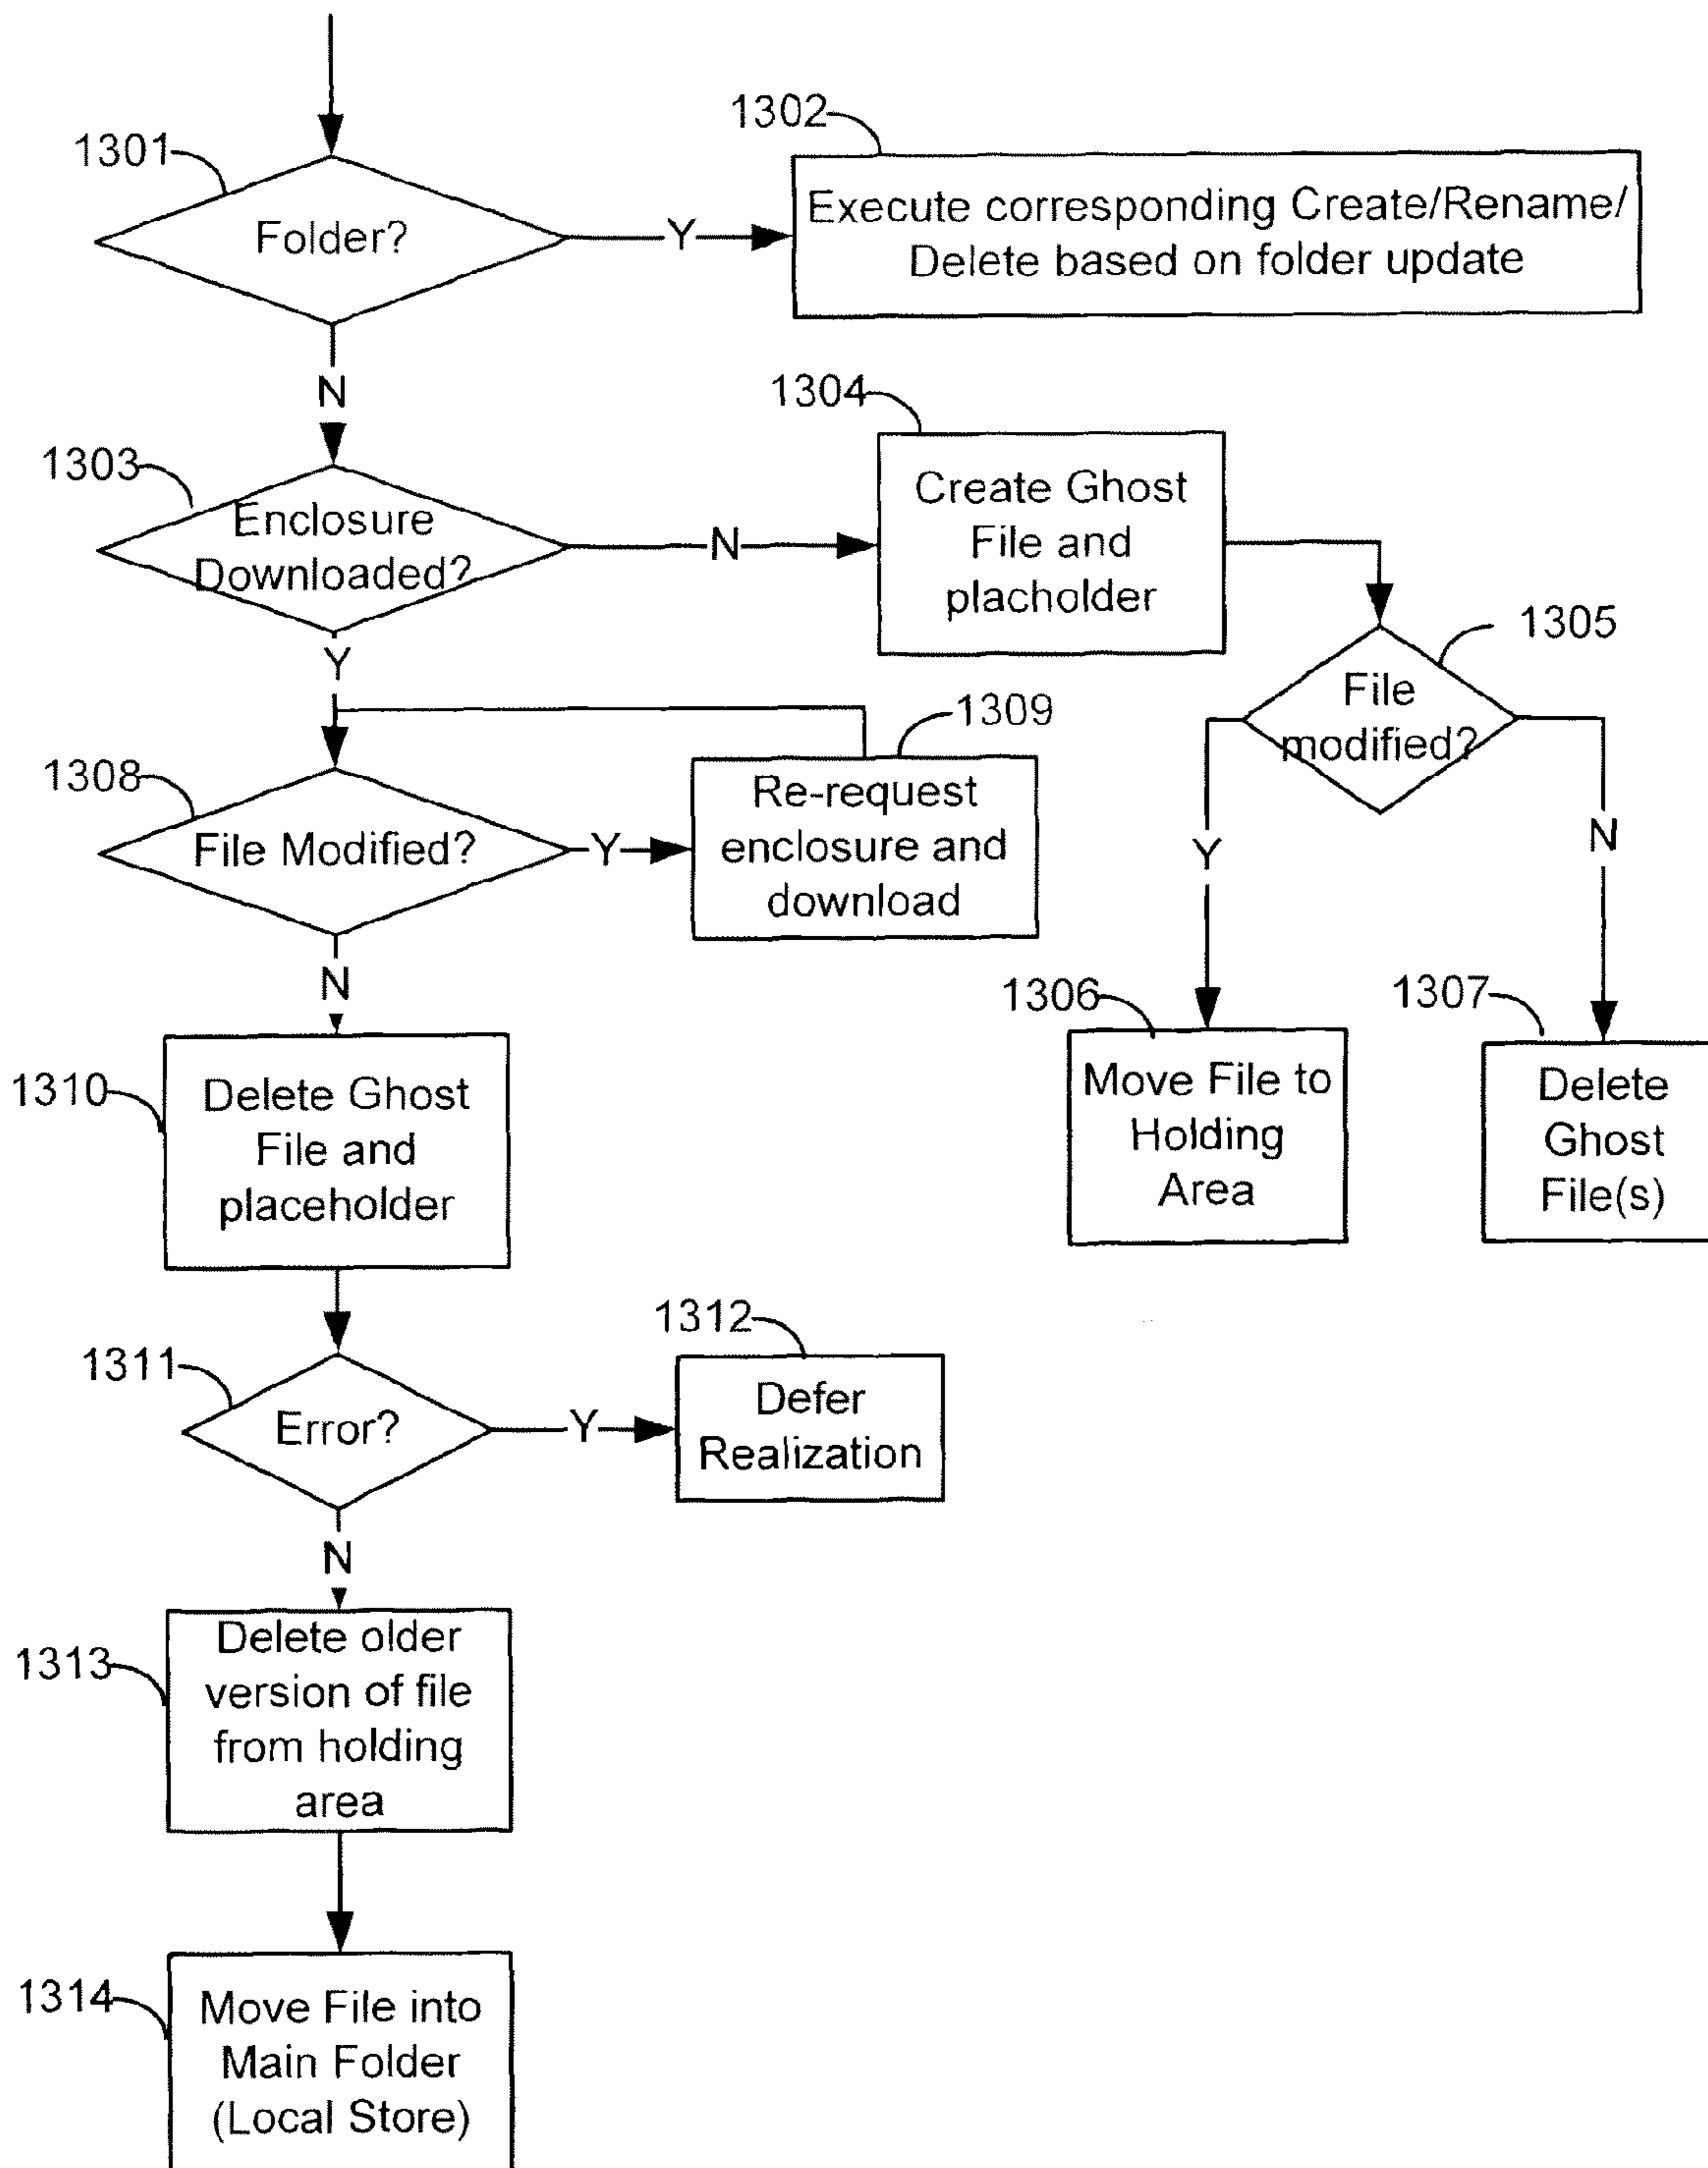 1302
1301
Execute corresponding Create/Rename/
Folder?
Y
Delete based on folder update
N
1304
1303
Create Ghost
Enclosure
N
File and
Downloaded?
placholder
1305
Y
File
1309
modified?
1308
Re-request
File Modified?
Y
enclosure and
download
Y
N
N
1306
1307
Move File to
Holding
Area
Delete
Ghost
File(s)
1310
Delete Ghost
File and
placeholder
1312
1311
Defer
Error?
Y
Realization
N
1313
Delete older
version of file
from holding
area
1314
Move File into
Main Folder
(Local Store)